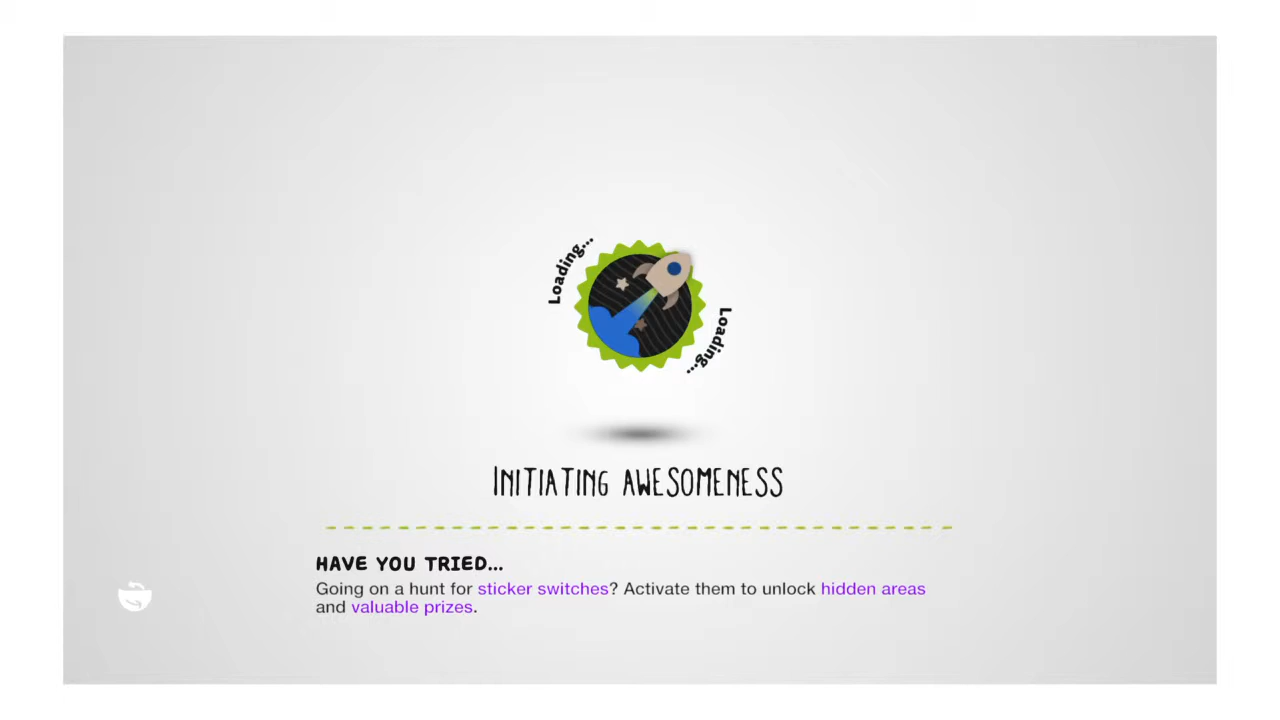 Loading...
Loading...
INITIATING AWESOMENESS
HAVE YOU TRIED...
Going on a hunt for sticker switches? Activate them to unlock hidden areas
and valuable prizes.